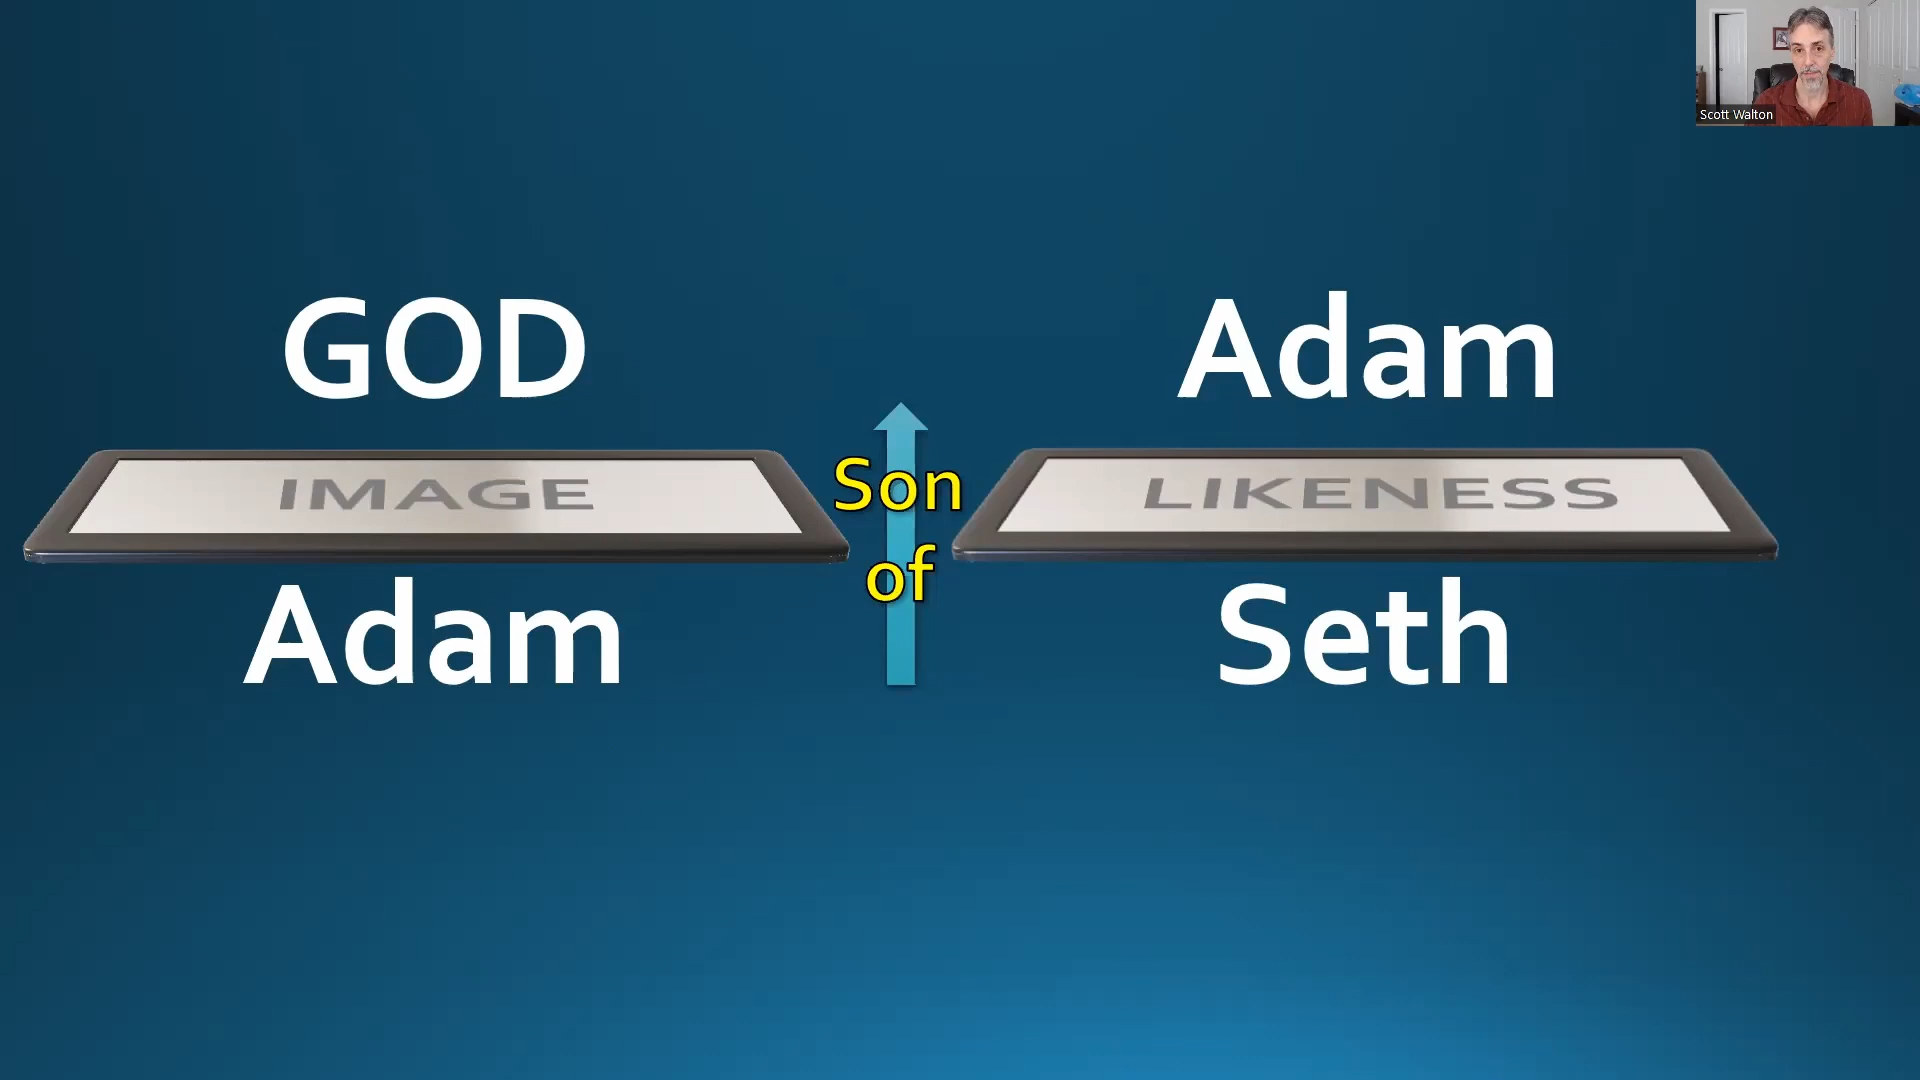 Scott Walton
GOD
Adam
IMAGE
Son
of
LIKENESS
Adam
Seth